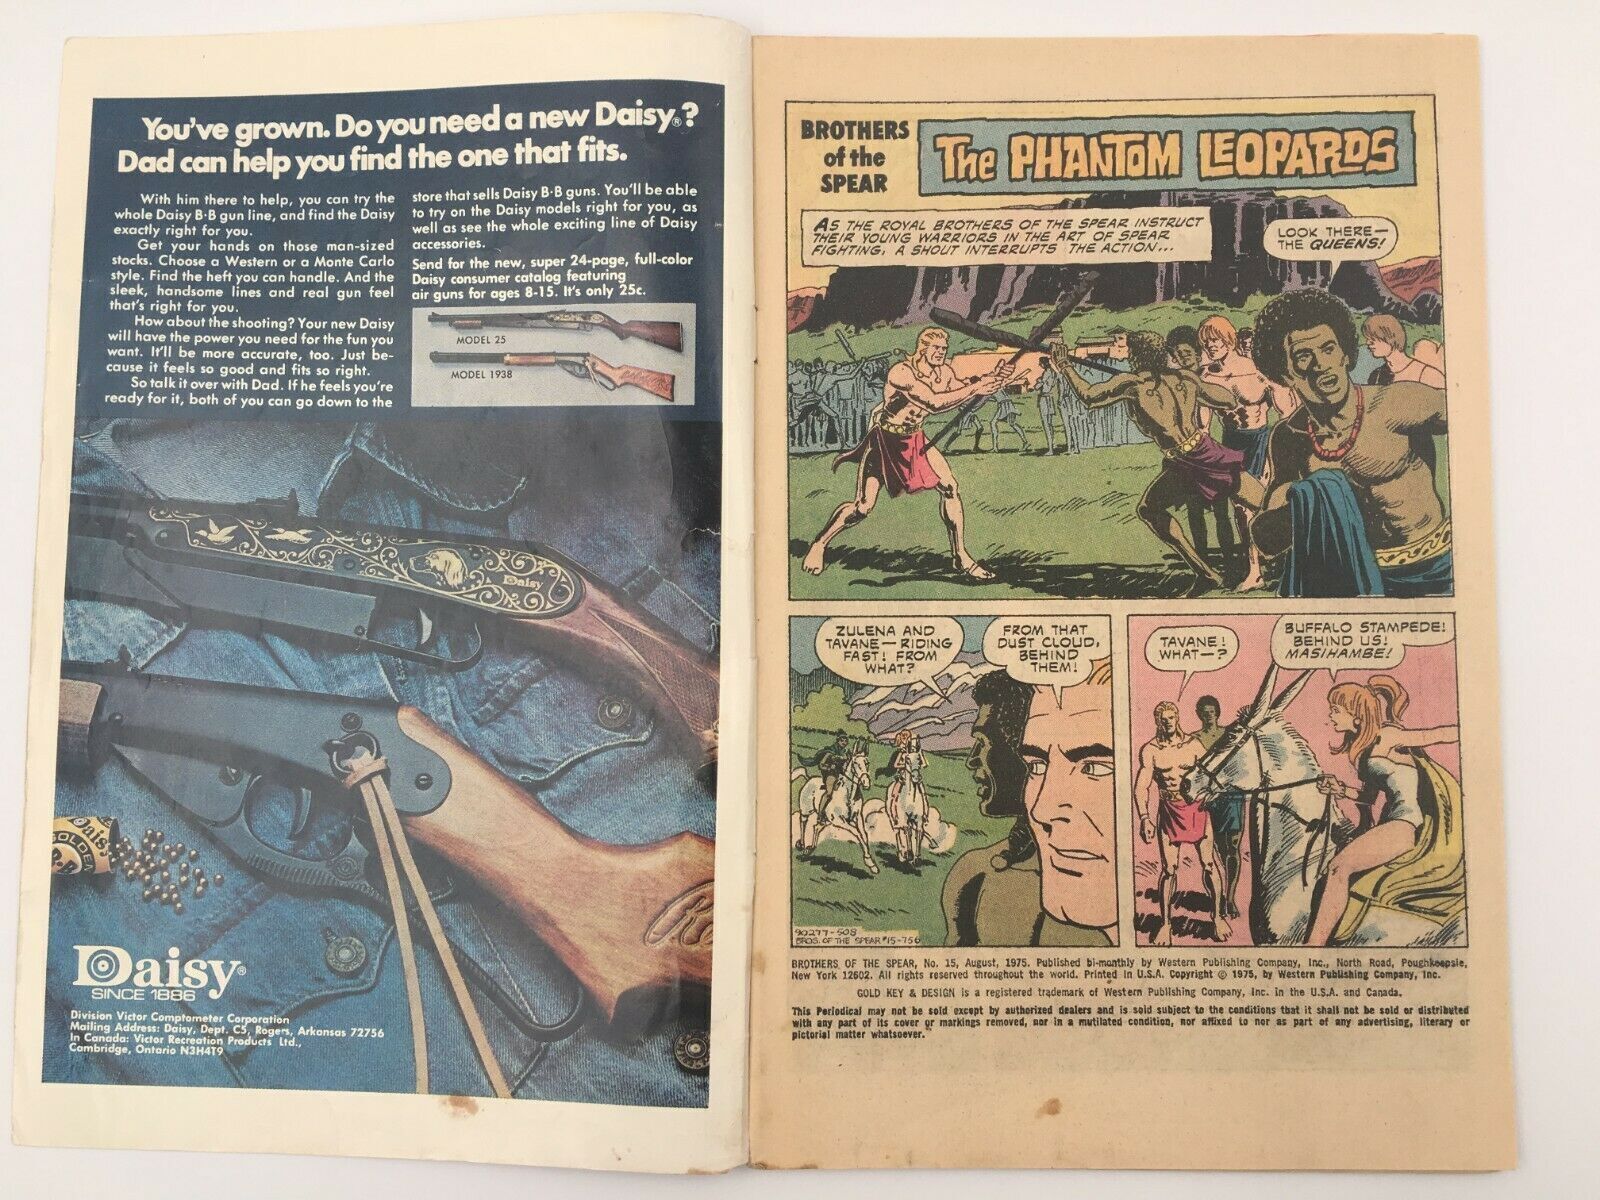 You've grown. Do you need a new Daisy®?
Dad can help you find the one that fits.
With him there to help, you can try the
whole Daisy B·B gun line, and find the Daisy
exactly right for you.
Get your hands on those man-sized
stocks. Choose a Western or a Monte Carlo
style. Find the heft you can handle. And the
sleek, handsome lines and real gun feel
that's right for you.
How about the shooting? Your new Daisy
will have the power you need for the fun you
want. It'll be more accurate, too. Just be-
cause it feels so good and fits so right.
So talk it over with Dad. If he feels you're
ready for it, both of you can go down to the
store that sells Daisy B·B guns. You'll be able
to try on the Daisy models right for you, as
well as see the whole exciting line of Daisy
accessories.
Send for the new, super 24-page, full-color
Daisy consumer catalog featuring
air guns for ages 8-15. It's only 25c.
MODEL 25
MODEL 1938
Daisy
Daisy
GOLDEN
Daisy®
SINCE 1886
Division Victor Comptometer Corporation
Mailing Address: Daisy, Dept. C5, Rogers, Arkansas 72756
In Canada: Victor Recreation Products Ltd.,
Cambridge, Ontario N3H4T9
BROTHERS
of the
SPEAR
The PHANTOM LEOPARDS
AS THE ROYAL BROTHERS OF THE SPEAR INSTRUCT
THEIR YOUNG WARRIORS IN THE ART OF SPEAR
FIGHTING, A SHOUT INTERRUPTS THE ACTION...
LOOK THERE—
THE QUEENS!
ZULENA AND
TAVANE—RIDING
FAST! FROM
WHAT?
FROM THAT
DUST CLOUD,
BEHIND
THEM!
TAVANE!
WHAT—?
BUFFALO STAMPEDE!
BEHIND US!
MASIHAMBE!
90277-508
BROS. OF THE SPEAR #15-756
BROTHERS OF THE SPEAR, No. 15, August, 1975. Published bi-monthly by Western Publishing Company, Inc., North Road, Poughkeepsie,
New York 12602. All rights reserved throughout the world. Printed in U.S.A. Copyright © 1975, by Western Publishing Company, Inc.
GOLD KEY & DESIGN is a registered trademark of Western Publishing Company, Inc. in the U.S.A. and Canada.
This Periodical may not be sold except by authorized dealers and is sold subject to the conditions that it shall not be sold or distributed
with any part of its cover or markings removed, nor in a mutilated condition, nor affixed to nor as part of any advertising, literary or
pictorial matter whatsoever.